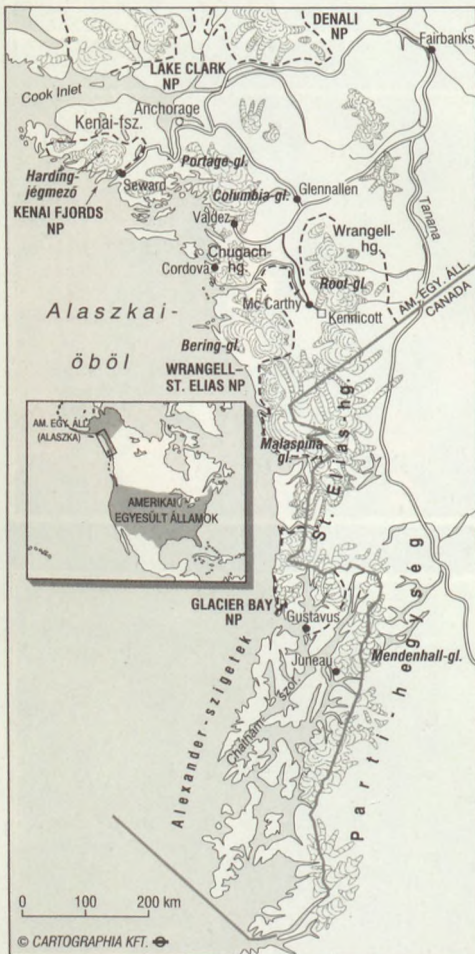 DENALI
NP
Fairbanks
LAKE CLARK
NP
Cook Inlet
Anchorage
Kenai-fsz.
Portage-gl.
Harding-
jégmező
Seward
KENAI FJORDS
NP
Columbia-gl.
Glennallen
Tanana
Valdez
Wrangell-
hg.
Chugach-
hg.
Cordova
Root-gl.
AM. EGY. ÁLL.
CANADA
Mc Carthy
Kennicott
Alaszkai-
öböl
Bering-gl.
WRANGELL-
ST. ELIAS NP
AM. EGY. ÁLL.
(ALASZKA)
AMERIKAI
EGYESÜLT ÁLLAMOK
Malaspina-
gl.
St. Elias-hg.
GLACIER BAY
NP
Gustavus
Juneau
Mendenhall-gl.
Parti-hegység
Alexander-szigetek
Chatham
szor.
0 100 200 km
© CARTOGRAPHIA KFT.